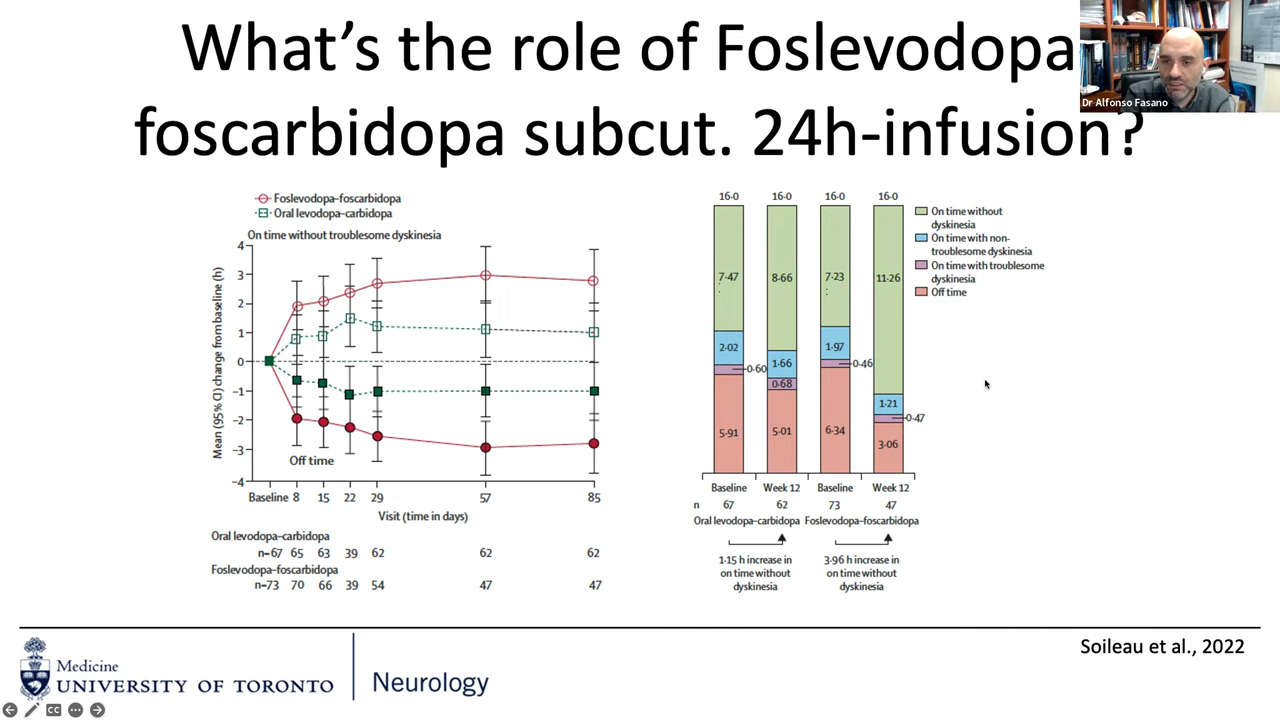 What's the role of Foslevodopa
foscarbidopa subcut. 24h-infusion?
Dr Alfonso Fasano
Foslevodopa–foscarbidopa
Oral levodopa–carbidopa
On time without troublesome dyskinesia
4
3
2
1
0
–1
–2
–3
–4
Mean (95% CI) change from baseline (h)
Off time
Baseline 8 15 22 29 57 85
Visit (time in days)
Oral levodopa–carbidopa
n=67 65 63 39 62 62 62
Foslevodopa–foscarbidopa
n=73 70 66 39 54 47 47
16·0 16·0 16·0 16·0
7·47 8·66 7·23 11·26
2·02 1·66 1·97 1·21
0·60 0·68 0·46 0·47
5·91 5·01 6·34 3·06
On time without
dyskinesia
On time with non-
troublesome dyskinesia
On time with troublesome
dyskinesia
Off time
Baseline Week 12 Baseline Week 12
n 67 62 73 47
Oral levodopa–carbidopa Foslevodopa–foscarbidopa
1·15 h increase in
on time without
dyskinesia
3·96 h increase in
on time without
dyskinesia
Soileau et al., 2022
Medicine
UNIVERSITY OF TORONTO
Neurology
CC